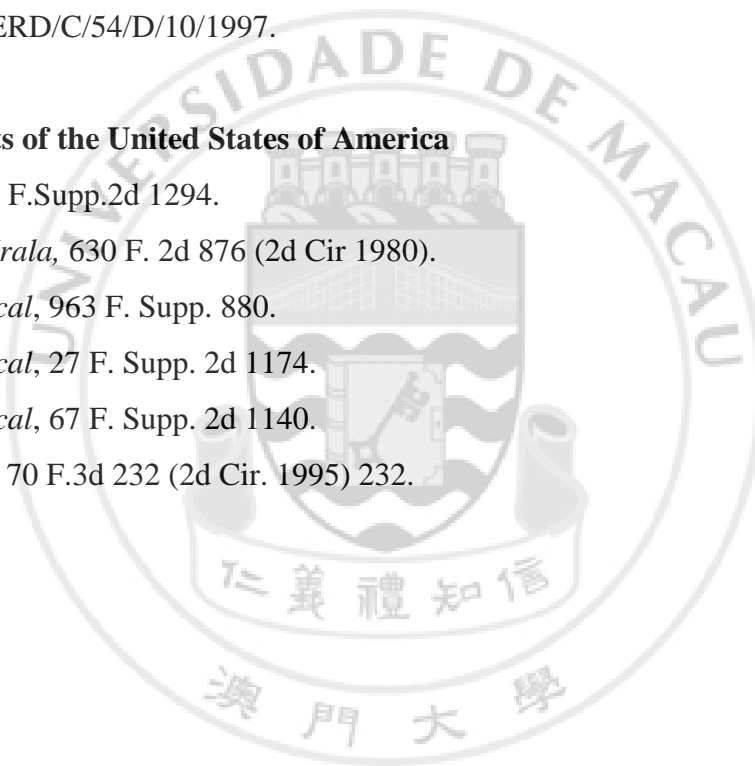 ERD/C/54/D/10/1997.
ts of the United States of America
F.Supp.2d 1294.
rala, 630 F. 2d 876 (2d Cir 1980).
cal, 963 F. Supp. 880.
cal, 27 F. Supp. 2d 1174.
cal, 67 F. Supp. 2d 1140.
70 F.3d 232 (2d Cir. 1995) 232.
UNIVERSIDADE DE MACAU
仁義禮知信
澳門大學